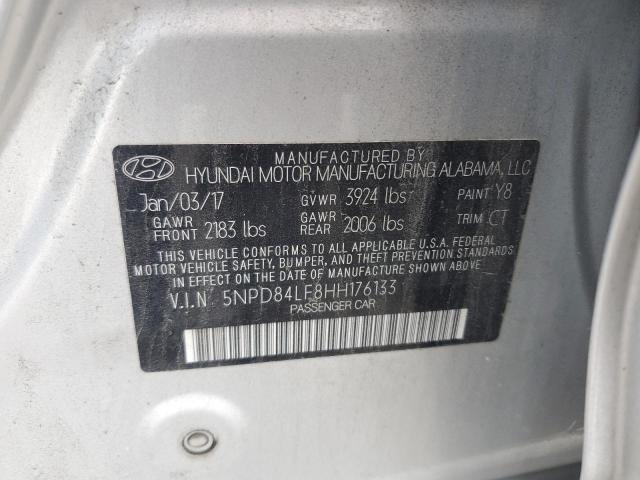 MANUFACTURED BY
HYUNDAI MOTOR MANUFACTURING ALABAMA, LLC
Jan/03/17 GVWR 3924 lbs PAINT Y8
GAWR FRONT 2183 lbs GAWR REAR 2006 lbs TRIM CT
THIS VEHICLE CONFORMS TO ALL APPLICABLE U.S.A. FEDERAL
MOTOR VEHICLE SAFETY, BUMPER, AND THEFT PREVENTION STANDARDS
IN EFFECT ON THE DATE OF MANUFACTURE SHOWN ABOVE.
V.I.N 5NPD84LF8HH176133
PASSENGER CAR